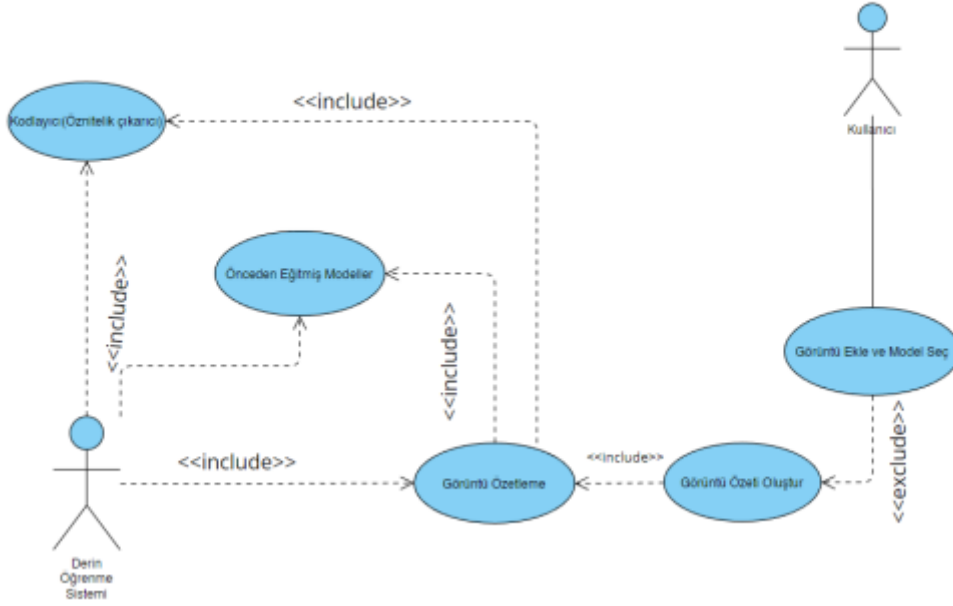 <<include>>
Kodlayıcı(Öznitelik çıkarıcı)
Kullanıcı
<<include>>
Önceden Eğitmiş Modeller
<<include>>
Görüntü Ekle ve Model Seç
<<include>>
Görüntü Özetleme
<<include>>
Görüntü Özeti Oluştur
<<exclude>>
Derin
Öğrenme
Sistemi